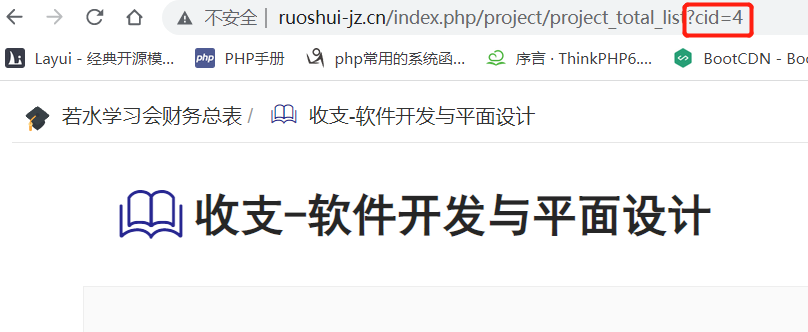 不安全 | ruoshui-jz.cn/index.php/project/project_total_list?cid=4
Layui - 经典开源模... php PHP手册 php常用的系统函... 序言 · ThinkPHP6.... BootCDN - Boo
若水学习会财务总表 / 收支-软件开发与平面设计
收支-软件开发与平面设计